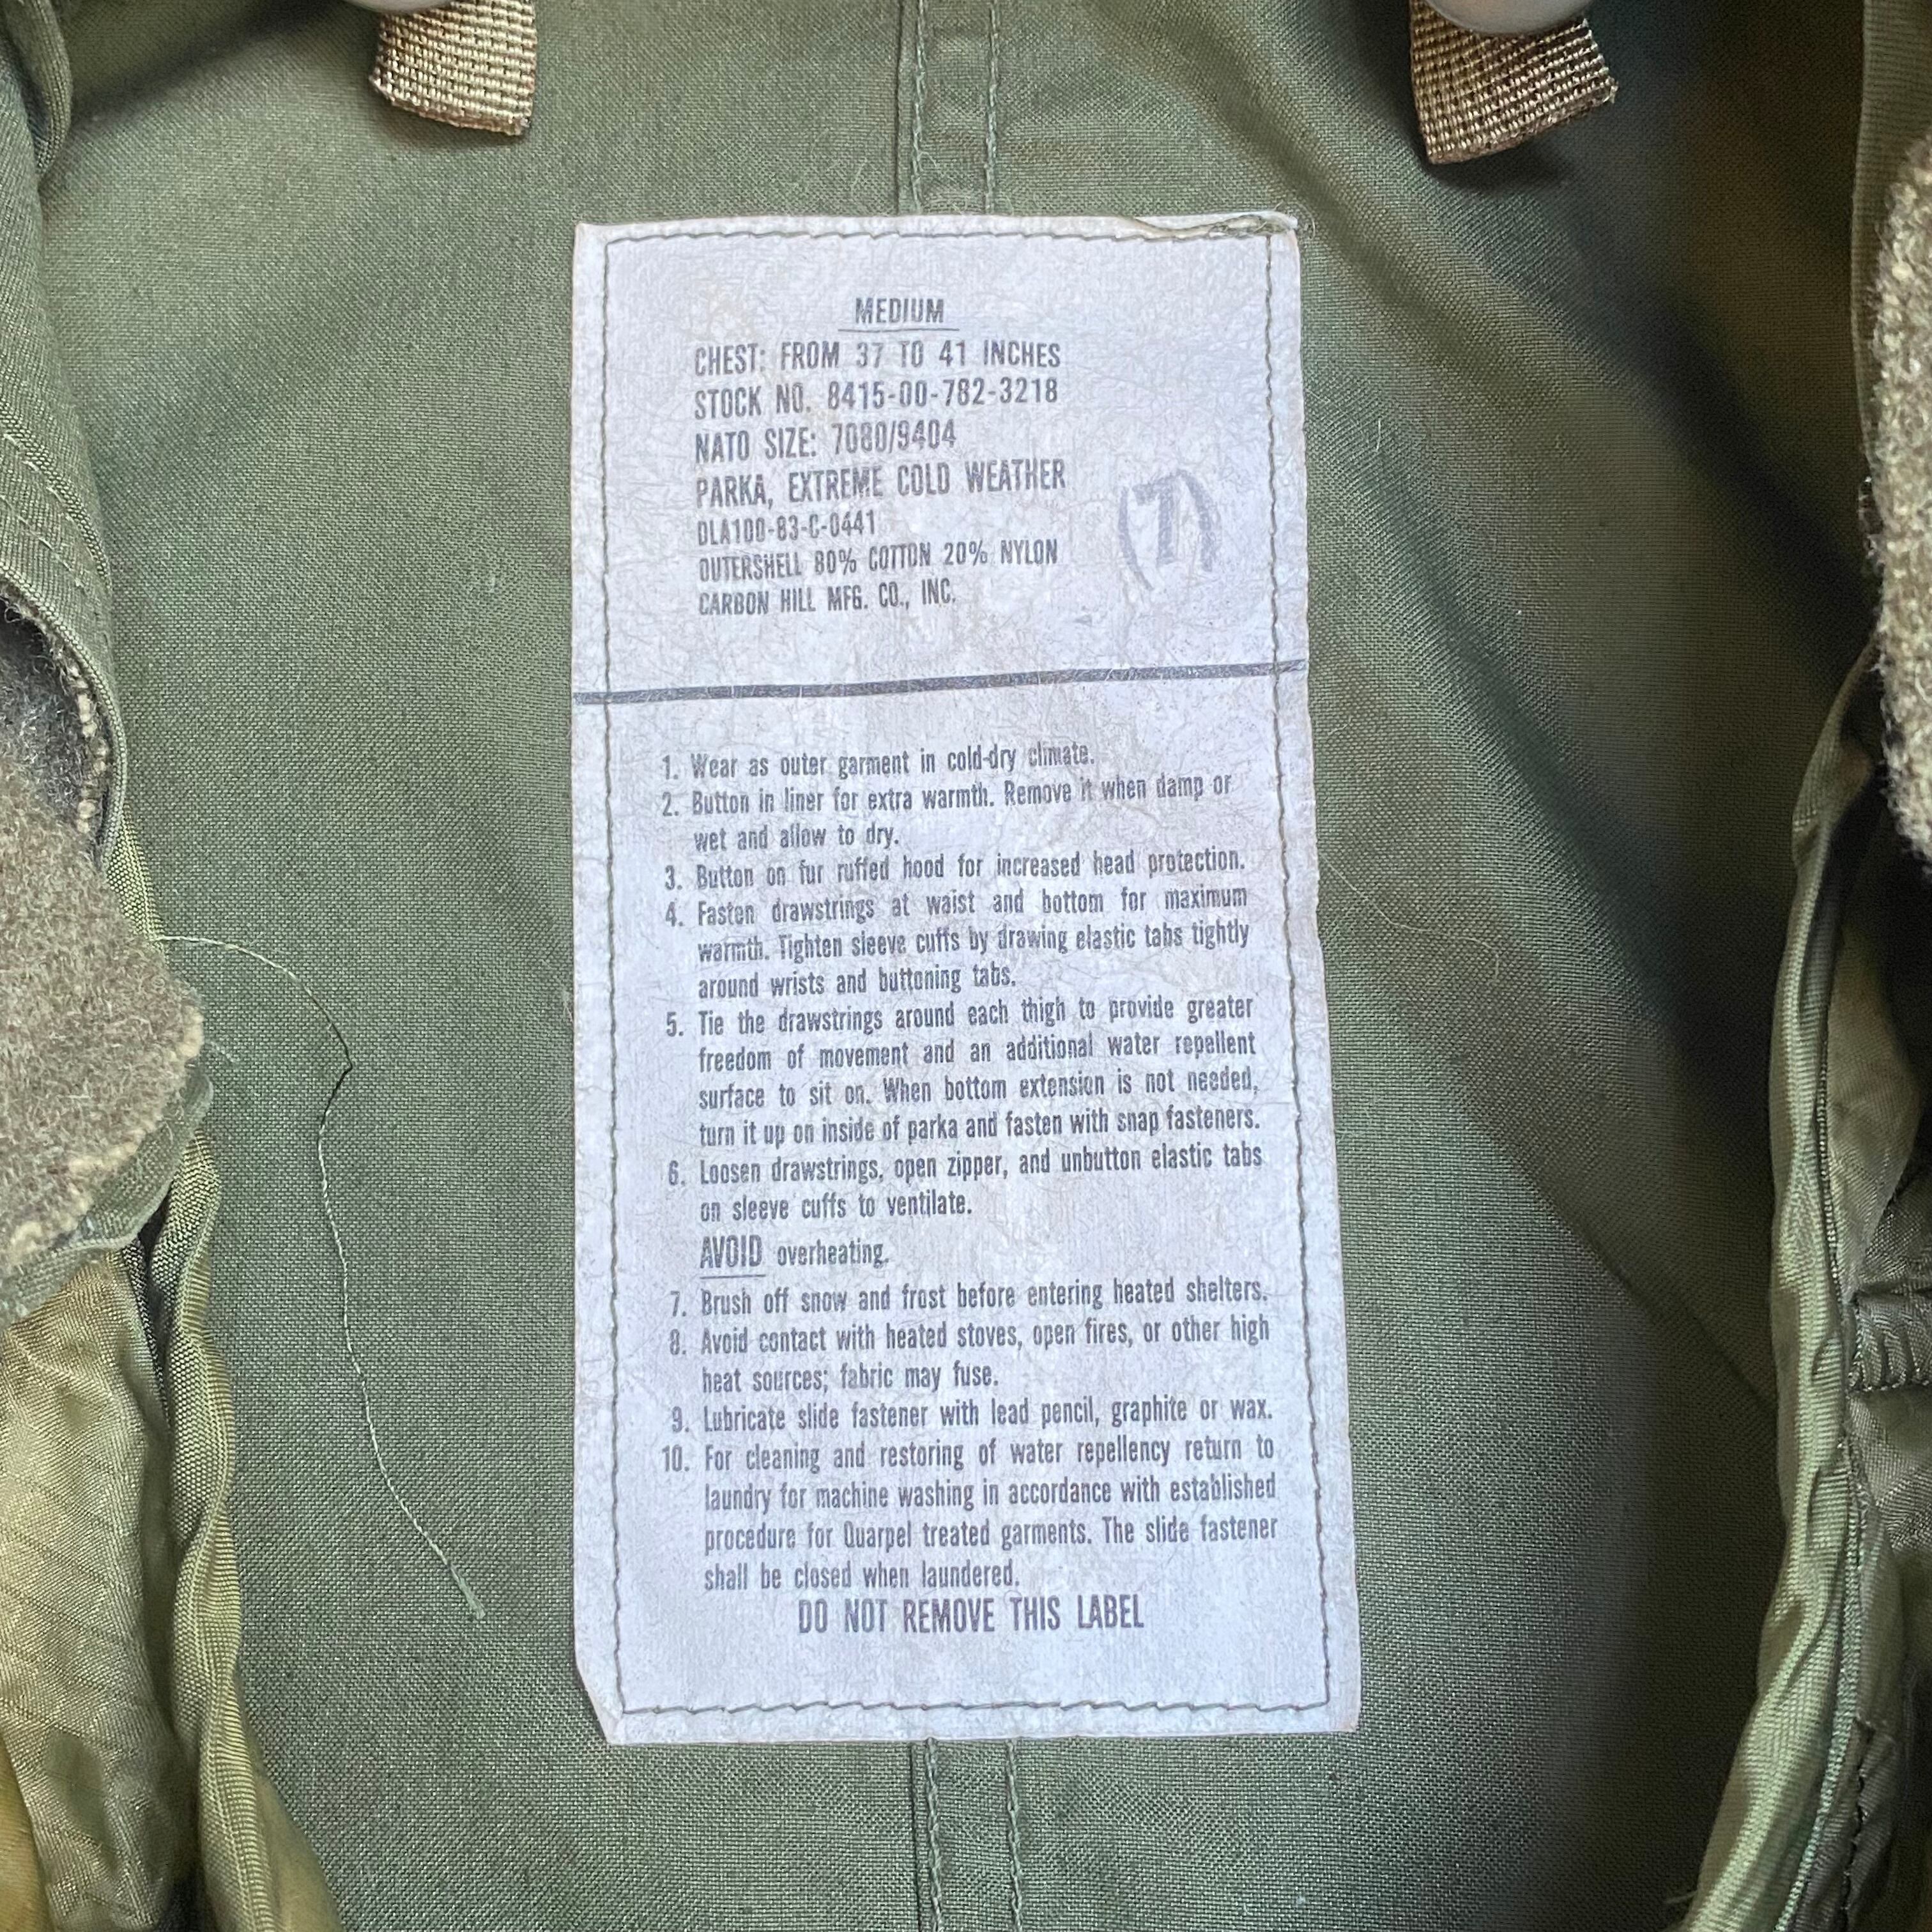 MEDIUM
CHEST: FROM 37 TO 41 INCHES
STOCK NO. 8415-00-782-3218
NATO SIZE: 7080/9404
PARKA, EXTREME COLD WEATHER
DLA100-83-C-0441
OUTERSHELL 80% COTTON 20% NYLON
CARBON HILL MFG. CO., INC.
(7)
1. Wear as outer garment in cold-dry climate.
2. Button in liner for extra warmth. Remove it when damp or
wet and allow to dry.
3. Button on fur ruffed hood for increased head protection.
4. Fasten drawstrings at waist and bottom for maximum
warmth. Tighten sleeve cuffs by drawing elastic tabs tightly
around wrists and buttoning tabs.
5. Tie the drawstrings around each thigh to provide greater
freedom of movement and an additional water repellent
surface to sit on. When bottom extension is not needed,
turn it up on inside of parka and fasten with snap fasteners.
6. Loosen drawstrings, open zipper, and unbutton elastic tabs
on sleeve cuffs to ventilate.
AVOID overheating.
7. Brush off snow and frost before entering heated shelters.
8. Avoid contact with heated stoves, open fires, or other high
heat sources; fabric may fuse.
9. Lubricate slide fastener with lead pencil, graphite or wax.
10. For cleaning and restoring of water repellency return to
laundry for machine washing in accordance with established
procedure for Quarpel treated garments. The slide fastener
shall be closed when laundered.
DO NOT REMOVE THIS LABEL